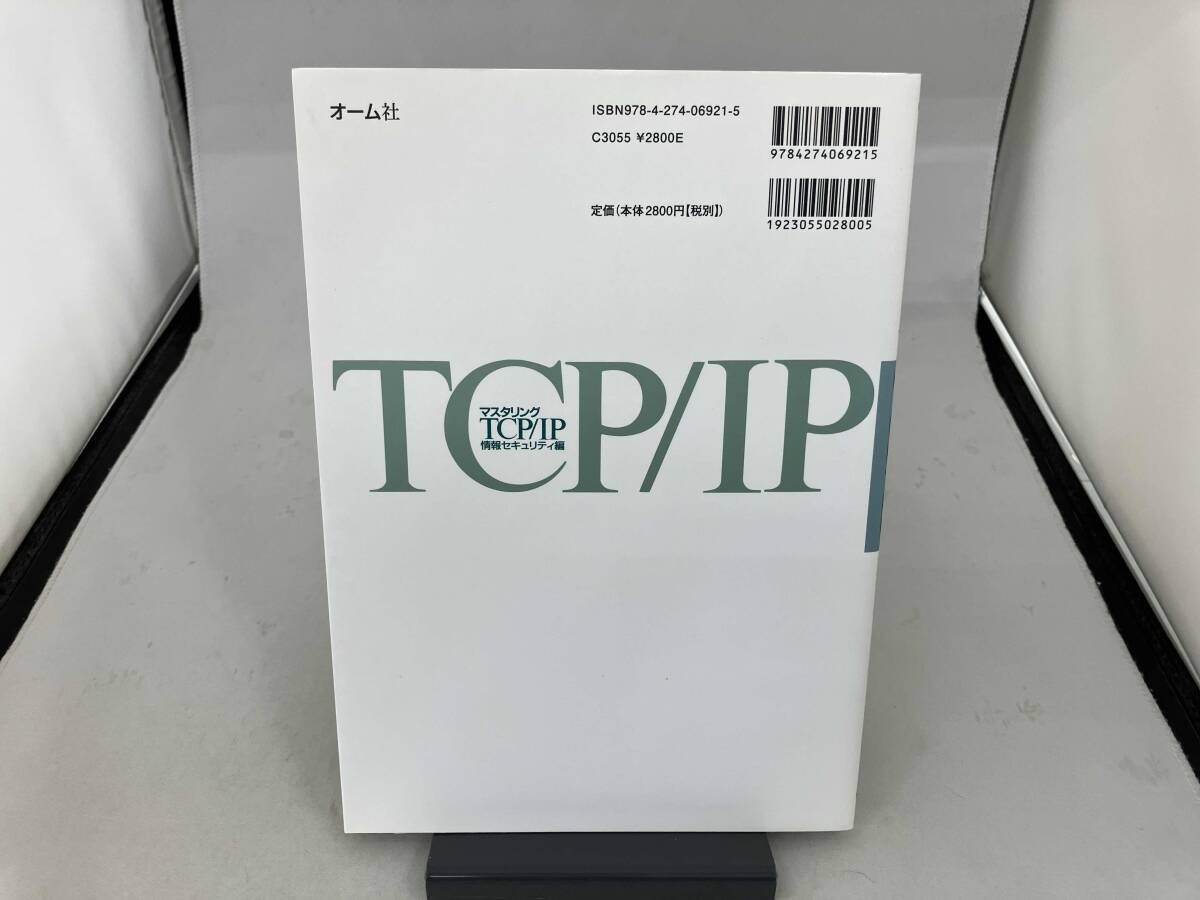 オーム社
ISBN978-4-274-06921-5
C3055 ¥2800E
定価(本体2800円【税別】)
9784274069215
1923055028005
TCP/IP
マスタリング
TCP/IP
情報セキュリティ編